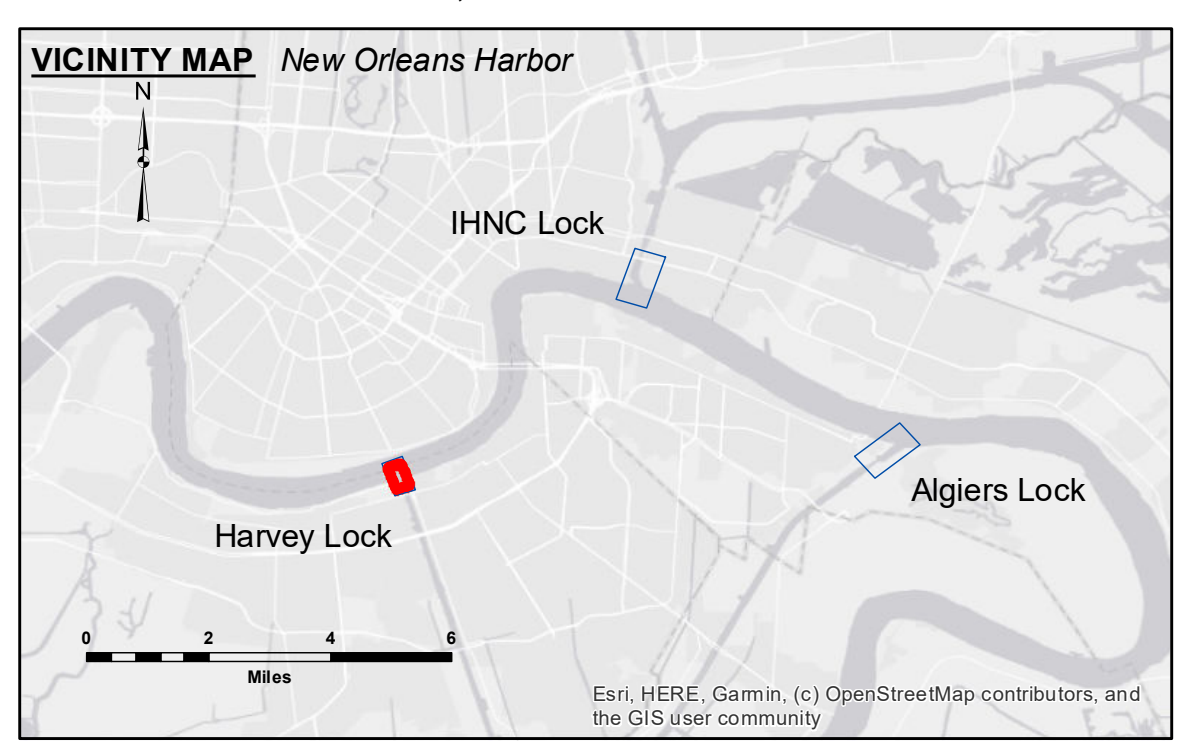 VICINITY MAP New Orleans Harbor
N
IHNC Lock
Algiers Lock
Harvey Lock
0 2 4 6
Miles
Esri, HERE, Garmin, (c) OpenStreetMap contributors, and
the GIS user community